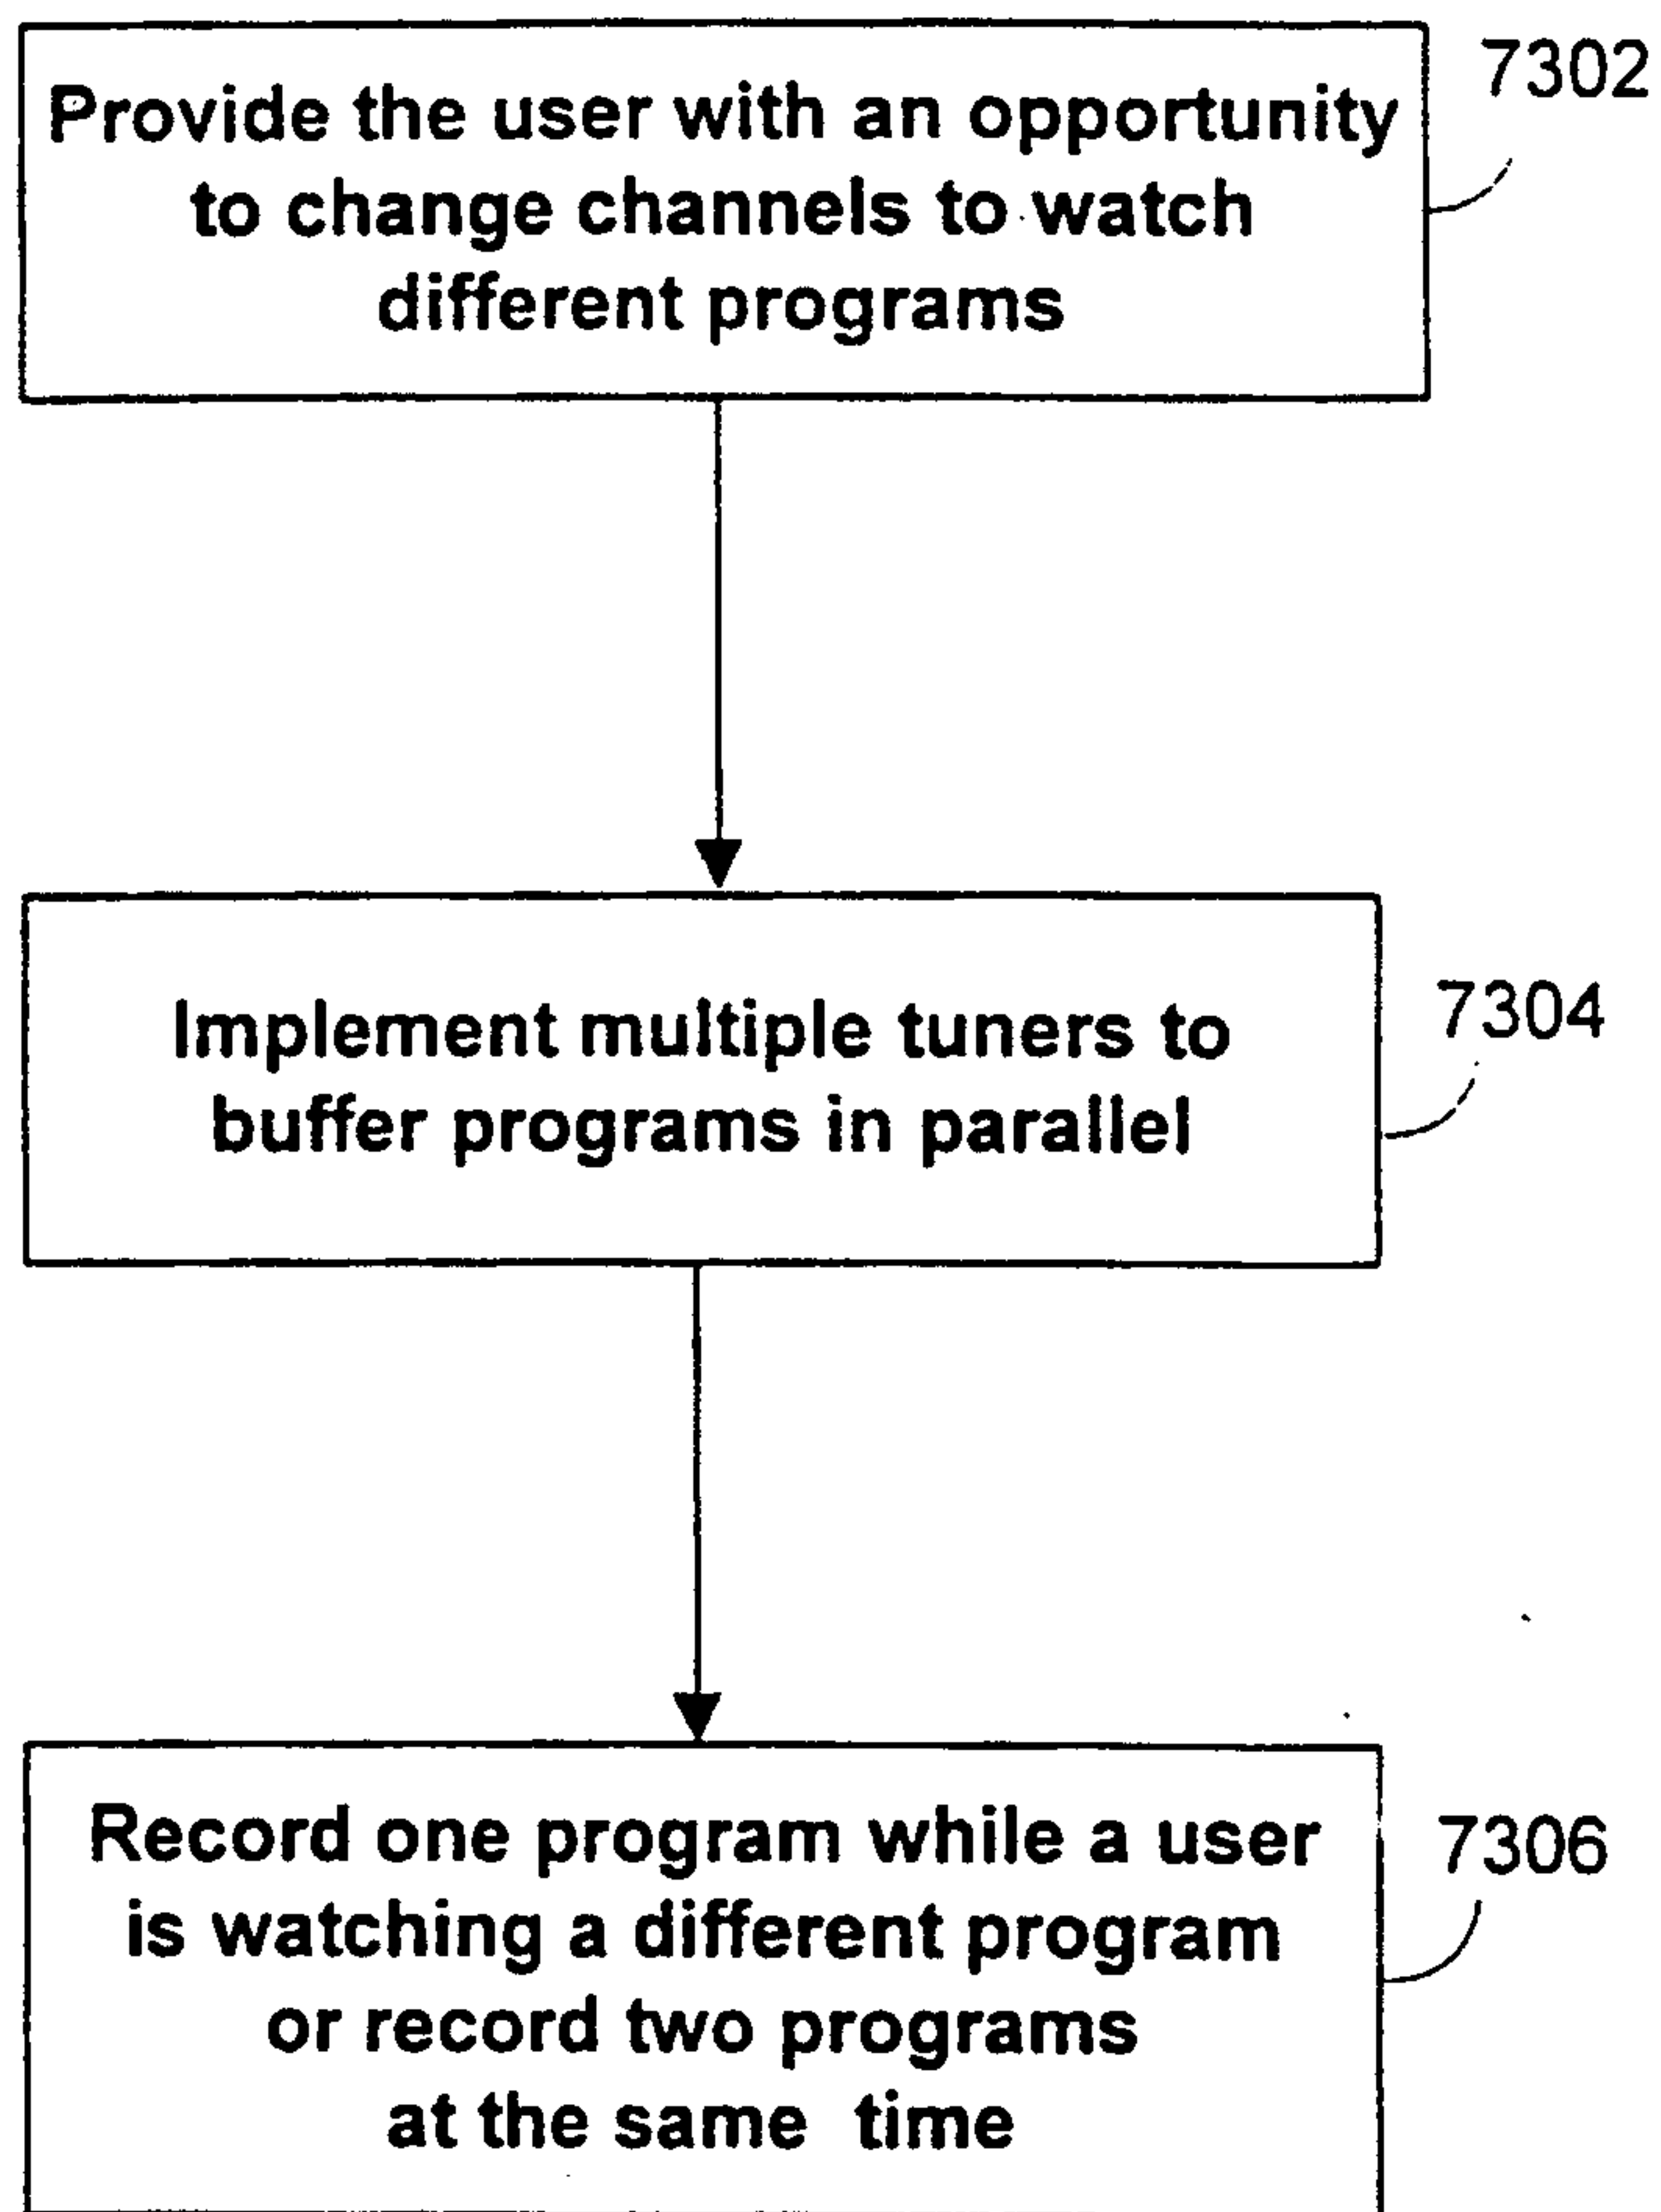 Provide the user with an opportunity
to change channels to watch
different programs
7302
Implement multiple tuners to
buffer programs in parallel
7304
Record one program while a user
is watching a different program
or record two programs
at the same time
7306